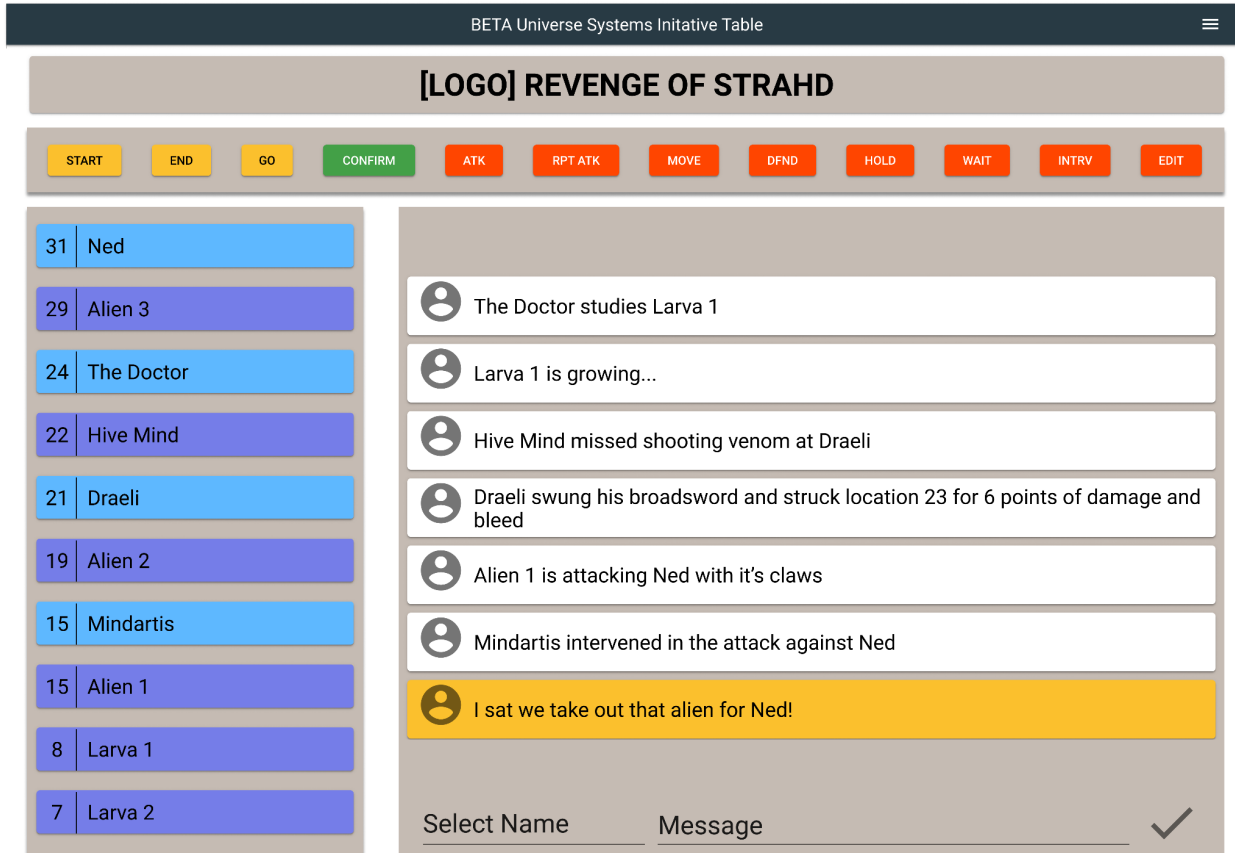 BETA Universe Systems Initative Table
[LOGO] REVENGE OF STRAHD
START END GO CONFIRM ATK RPT ATK MOVE DFND HOLD WAIT INTRV EDIT
31 Ned
29 Alien 3
24 The Doctor
22 Hive Mind
21 Draeli
19 Alien 2
15 Mindartis
15 Alien 1
8 Larva 1
7 Larva 2
The Doctor studies Larva 1
Larva 1 is growing...
Hive Mind missed shooting venom at Draeli
Draeli swung his broadsword and struck location 23 for 6 points of damage and
bleed
Alien 1 is attacking Ned with it’s claws
Mindartis intervened in the attack against Ned
I sat we take out that alien for Ned!
Select Name Message